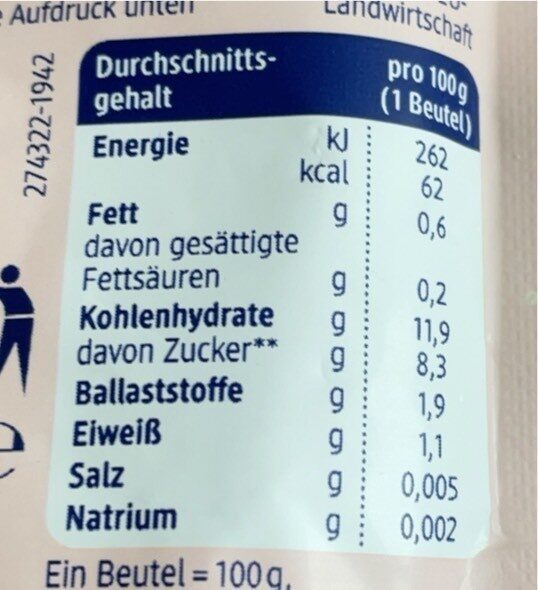 Aufdruck unten
Landwirtschaft
274322-1942
Durchschnitts-
gehalt
pro 100g
(1 Beutel)
Energie kJ 262
kcal 62
Fett g 0,6
davon gesättigte
Fettsäuren g 0,2
Kohlenhydrate g 11,9
davon Zucker** g 8,3
Ballaststoffe g 1,9
Eiweiß g 1,1
Salz g 0,005
Natrium g 0,002
Ein Beutel = 100g.